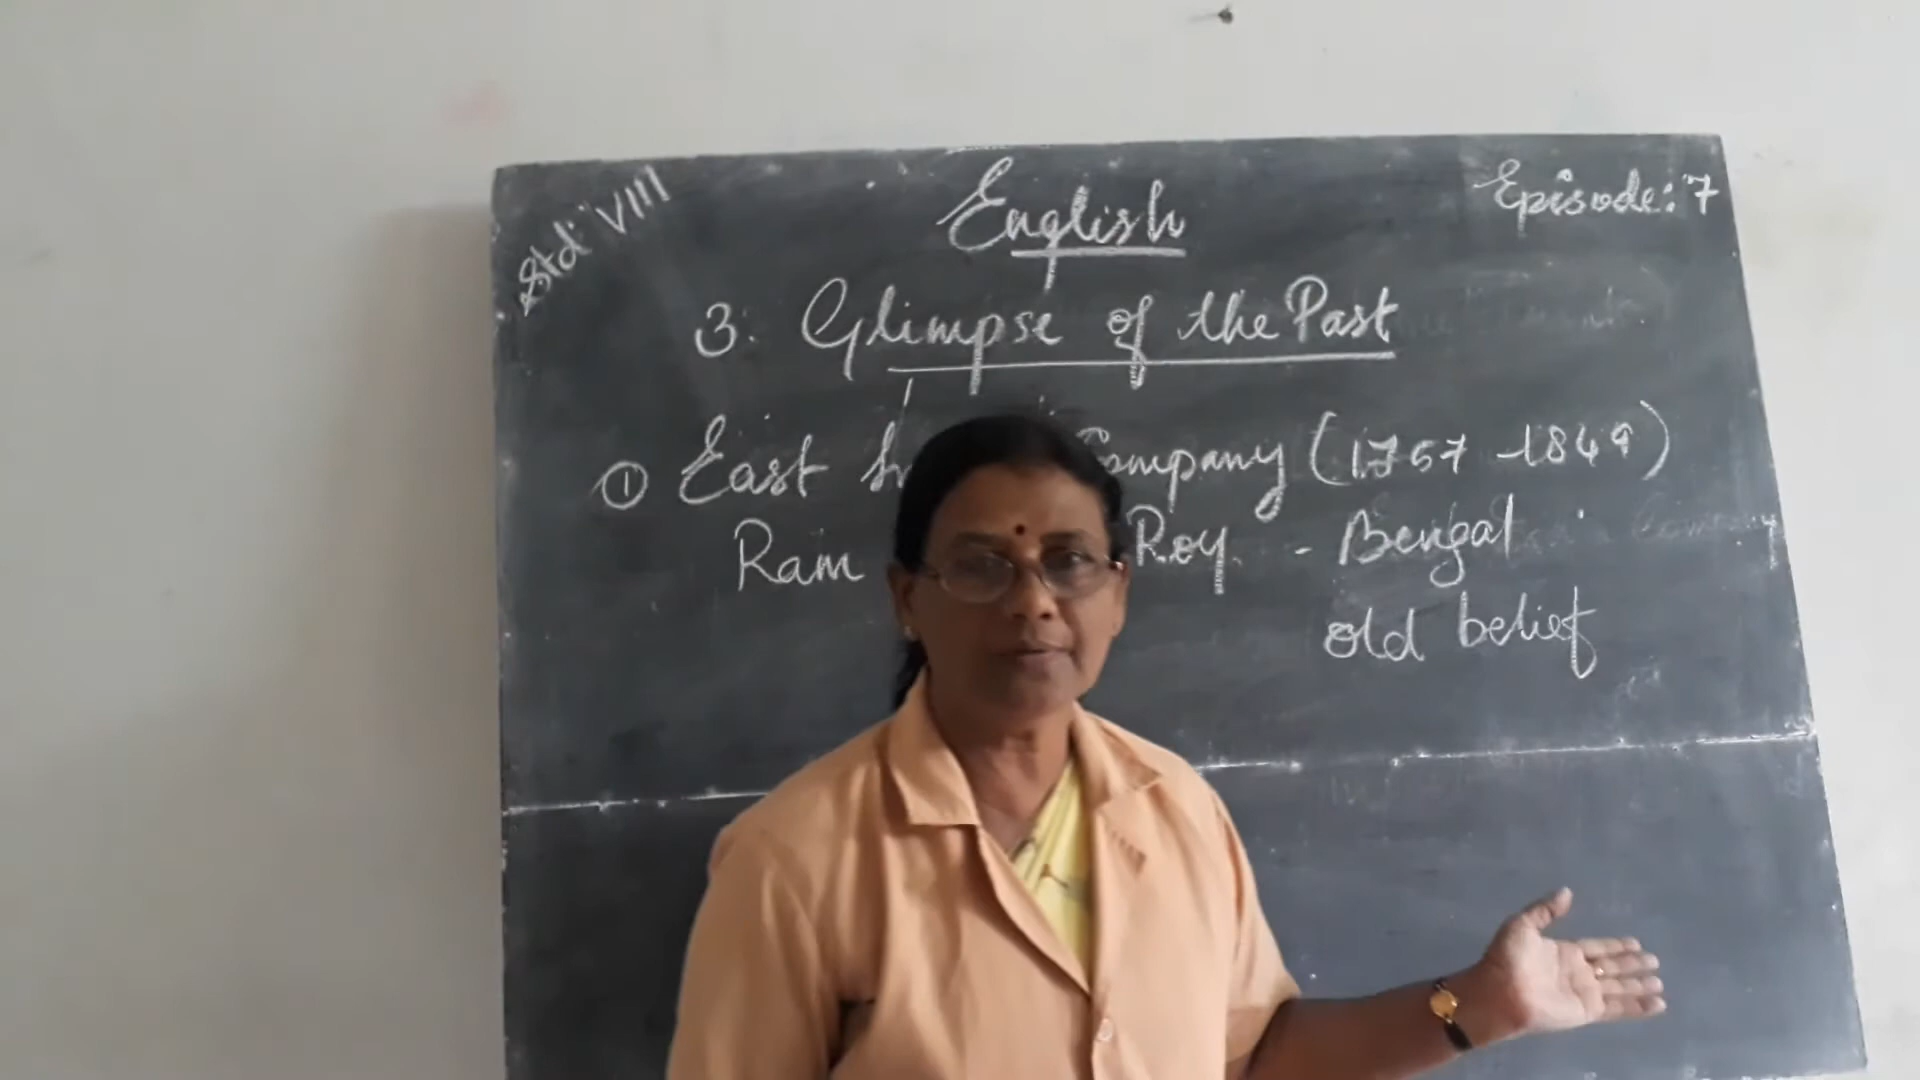 Std: VIII
English
Episode: 7
3. Glimpse of the Past
① East Company (1757 - 1849)
Ram Roy. - Bengal
old belief